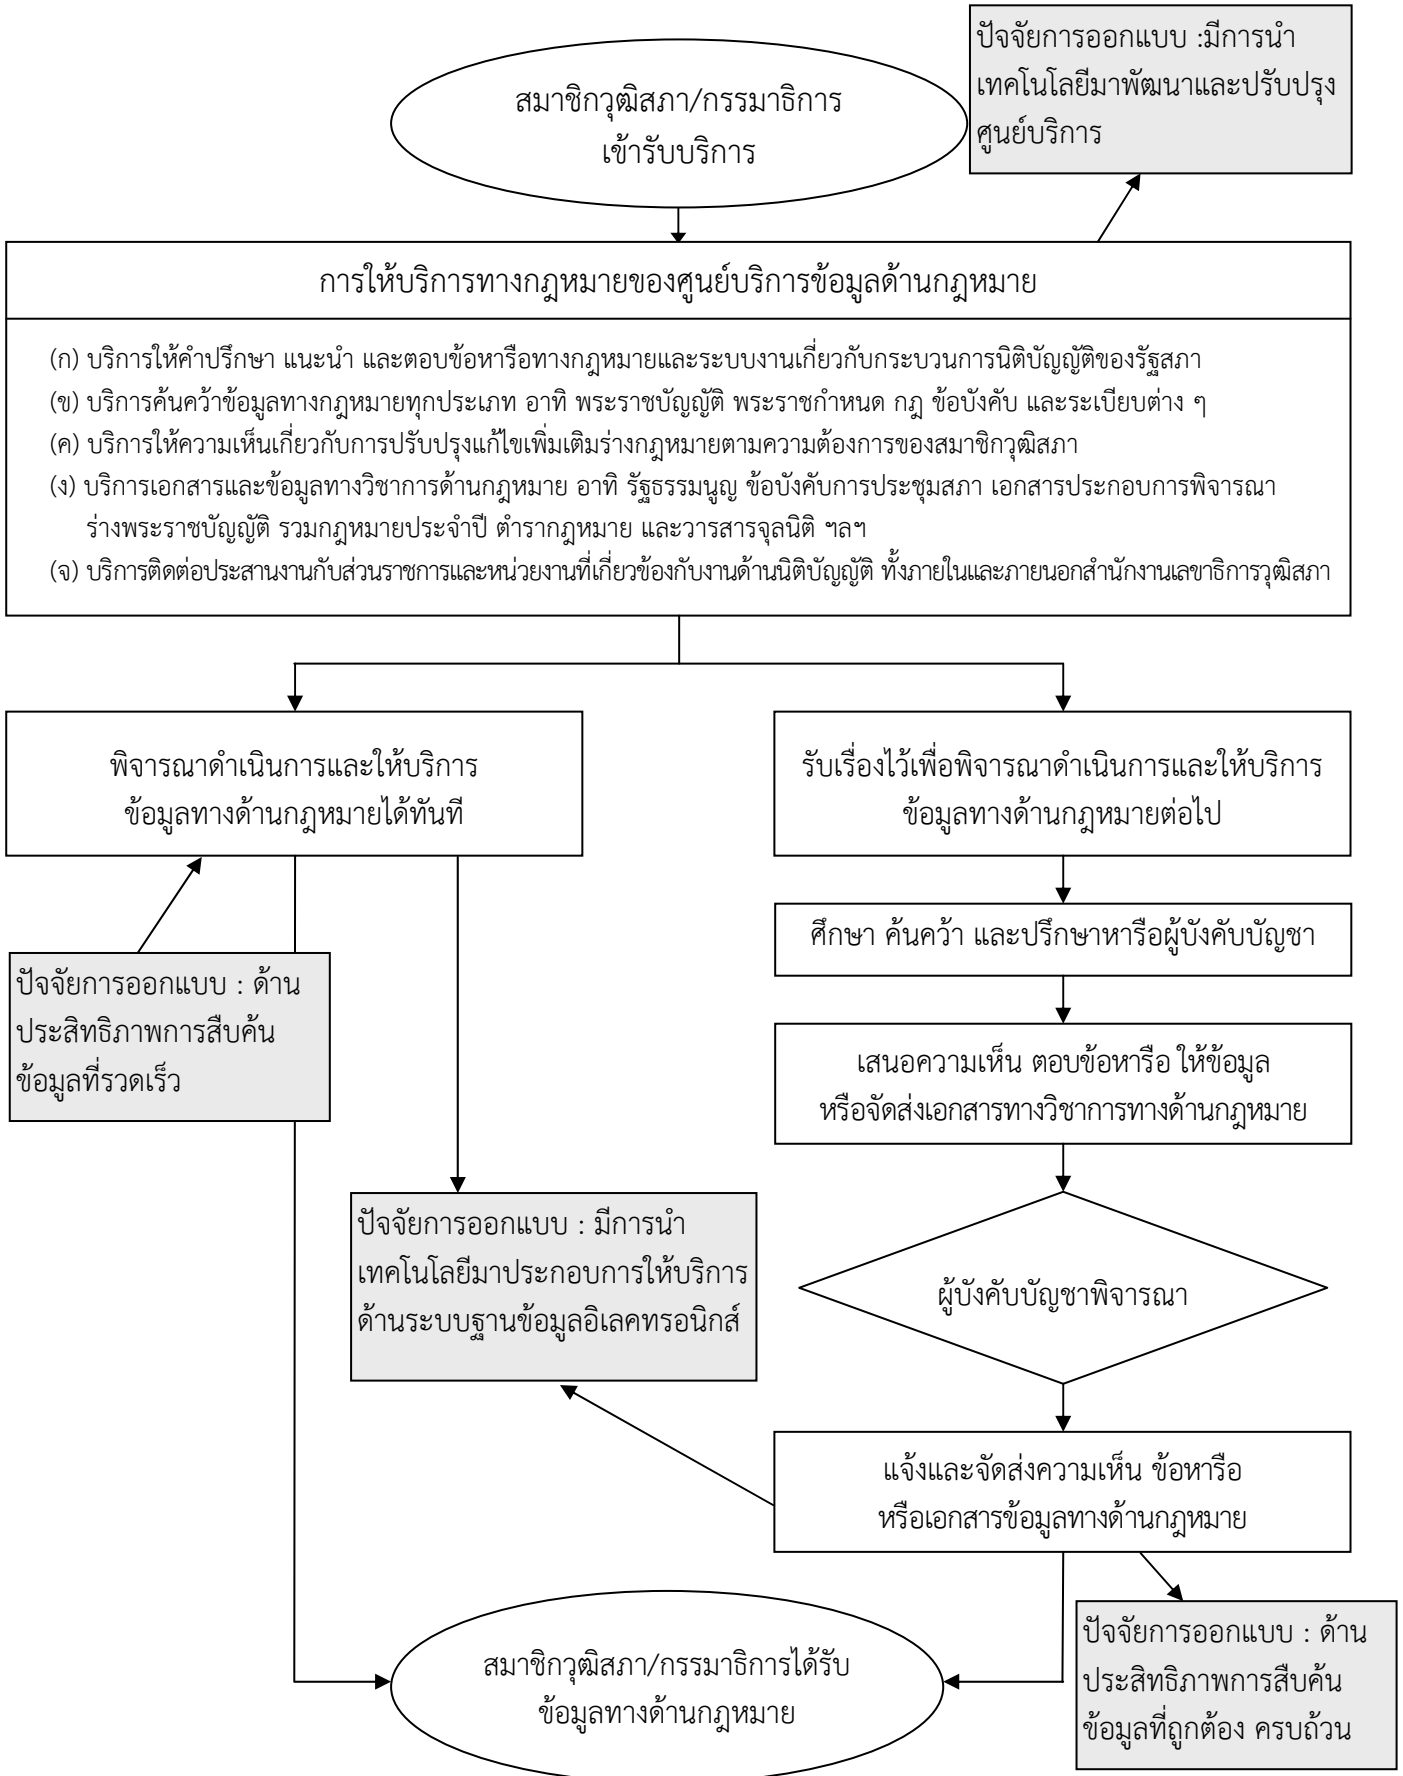 สมาชิกวุฒิสภา/กรรมาธิการ
เข้ารับบริการ
ปัจจัยการออกแบบ :มีการนำ
เทคโนโลยีมาพัฒนาและปรับปรุง
ศูนย์บริการ
การให้บริการทางกฎหมายของศูนย์บริการข้อมูลด้านกฎหมาย
(ก) บริการให้คำปรึกษา แนะนำ และตอบข้อหารือทางกฎหมายและระบบงานเกี่ยวกับกระบวนการนิติบัญญัติของรัฐสภา
(ข) บริการค้นคว้าข้อมูลทางกฎหมายทุกประเภท อาทิ พระราชบัญญัติ พระราชกำหนด กฎ ข้อบังคับ และระเบียบต่าง ๆ
(ค) บริการให้ความเห็นเกี่ยวกับการปรับปรุงแก้ไขเพิ่มเติมร่างกฎหมายตามความต้องการของสมาชิกวุฒิสภา
(ง) บริการเอกสารและข้อมูลทางวิชาการด้านกฎหมาย อาทิ รัฐธรรมนูญ ข้อบังคับการประชุมสภา เอกสารประกอบการพิจารณา
ร่างพระราชบัญญัติ รวมกฎหมายประจำปี ตำรากฎหมาย และวารสารจุลนิติ ฯลฯ
(จ) บริการติดต่อประสานงานกับส่วนราชการและหน่วยงานที่เกี่ยวข้องกับงานด้านนิติบัญญัติ ทั้งภายในและภายนอกสำนักงานเลขาธิการวุฒิสภา
พิจารณาดำเนินการและให้บริการ
ข้อมูลทางด้านกฎหมายได้ทันที
รับเรื่องไว้เพื่อพิจารณาดำเนินการและให้บริการ
ข้อมูลทางด้านกฎหมายต่อไป
ศึกษา ค้นคว้า และปรึกษาหารือผู้บังคับบัญชา
ปัจจัยการออกแบบ : ด้าน
ประสิทธิภาพการสืบค้น
ข้อมูลที่รวดเร็ว
เสนอความเห็น ตอบข้อหารือ ให้ข้อมูล
หรือจัดส่งเอกสารทางวิชาการทางด้านกฎหมาย
ปัจจัยการออกแบบ : มีการนำ
เทคโนโลยีมาประกอบการให้บริการ
ด้านระบบฐานข้อมูลอิเลคทรอนิกส์
ผู้บังคับบัญชาพิจารณา
แจ้งและจัดส่งความเห็น ข้อหารือ
หรือเอกสารข้อมูลทางด้านกฎหมาย
สมาชิกวุฒิสภา/กรรมาธิการได้รับ
ข้อมูลทางด้านกฎหมาย
ปัจจัยการออกแบบ : ด้าน
ประสิทธิภาพการสืบค้น
ข้อมูลที่ถูกต้อง ครบถ้วน